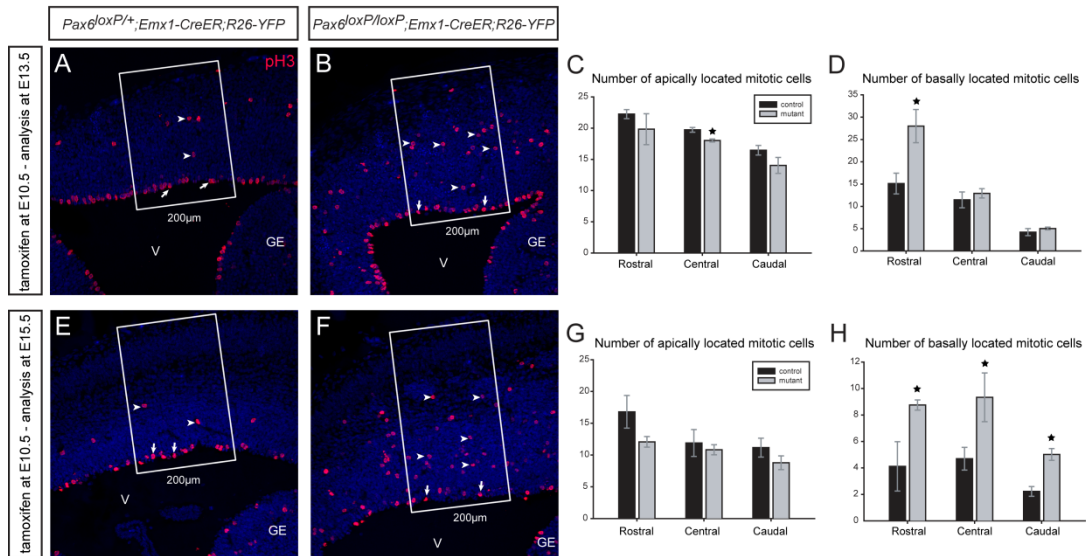 Pax6loxP/+;Emx1-CreER;R26-YFP
Pax6loxP/loxP;Emx1-CreER;R26-YFP
tamoxifen at E10.5 - analysis at E13.5
A
pH3
200µm
V
GE
B
200µm
V
GE
C
Number of apically located mitotic cells
control
mutant
25
20
15
10
5
0
Rostral Central Caudal
D
Number of basally located mitotic cells
35
30
25
20
15
10
5
0
Rostral Central Caudal
tamoxifen at E10.5 - analysis at E15.5
E
200µm
V
GE
F
200µm
V
GE
G
Number of apically located mitotic cells
control
mutant
25
20
15
10
5
0
Rostral Central Caudal
H
Number of basally located mitotic cells
control
mutant
12
10
8
6
4
2
0
Rostral Central Caudal